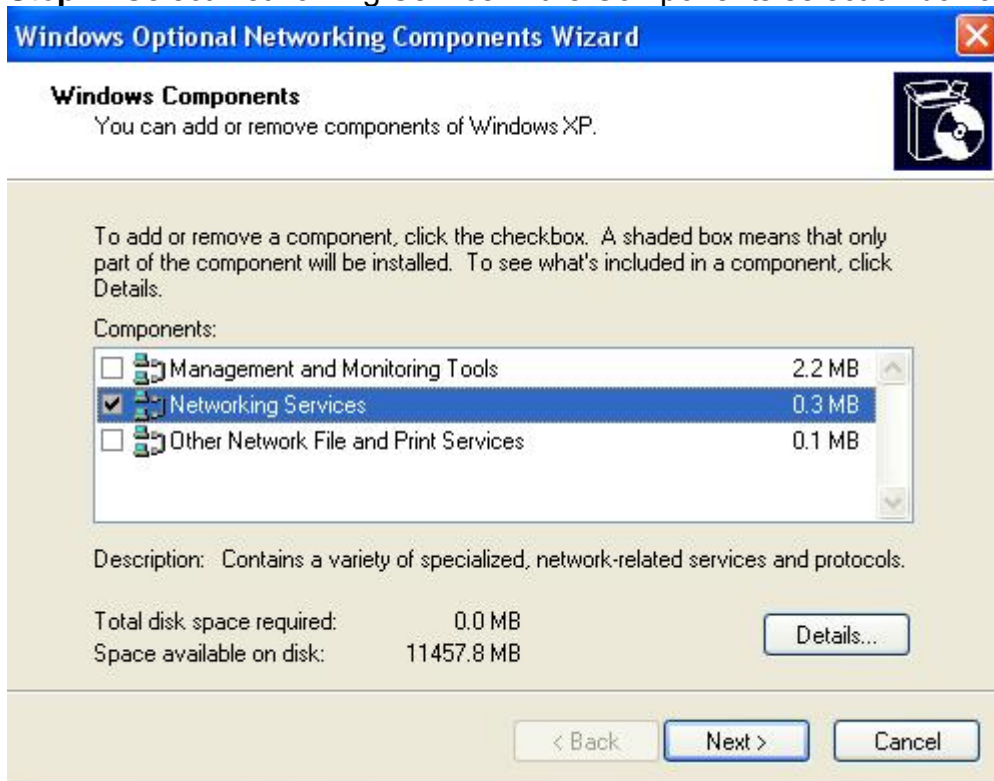 Windows Optional Networking Components Wizard
Windows Components
You can add or remove components of Windows XP.
To add or remove a component, click the checkbox. A shaded box means that only
part of the component will be installed. To see what's included in a component, click
Details.
Components:
Management and Monitoring Tools 2.2 MB
Networking Services 0.3 MB
Other Network File and Print Services 0.1 MB
Description: Contains a variety of specialized, network-related services and protocols.
Total disk space required: 0.0 MB
Space available on disk: 11457.8 MB
Details...
< Back Next > Cancel